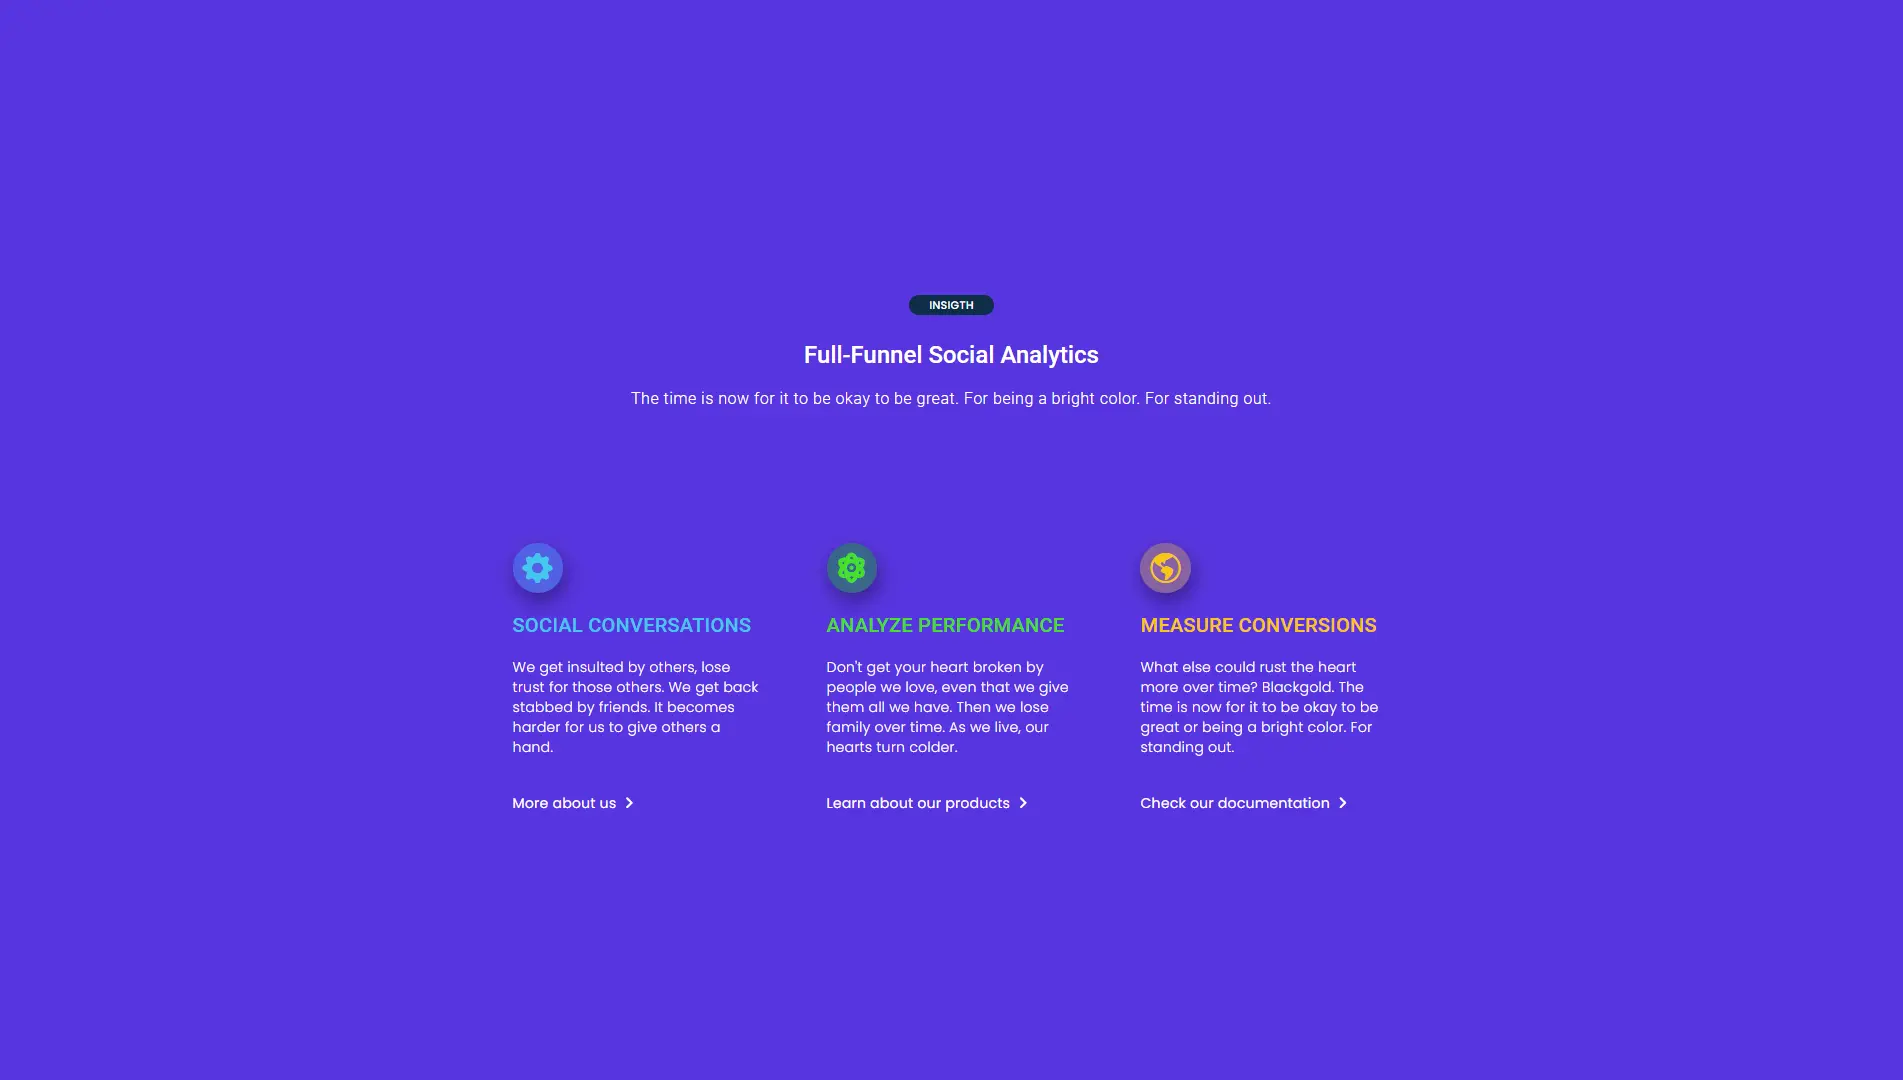 INSIGTH
Full-Funnel Social Analytics
The time is now for it to be okay to be great. For being a bright color. For standing out.
SOCIAL CONVERSATIONS
We get insulted by others, lose
trust for those others. We get back
stabbed by friends. It becomes
harder for us to give others a
hand.
More about us
ANALYZE PERFORMANCE
Don't get your heart broken by
people we love, even that we give
them all we have. Then we lose
family over time. As we live, our
hearts turn colder.
Learn about our products
MEASURE CONVERSIONS
What else could rust the heart
more over time? Blackgold. The
time is now for it to be okay to be
great or being a bright color. For
standing out.
Check our documentation